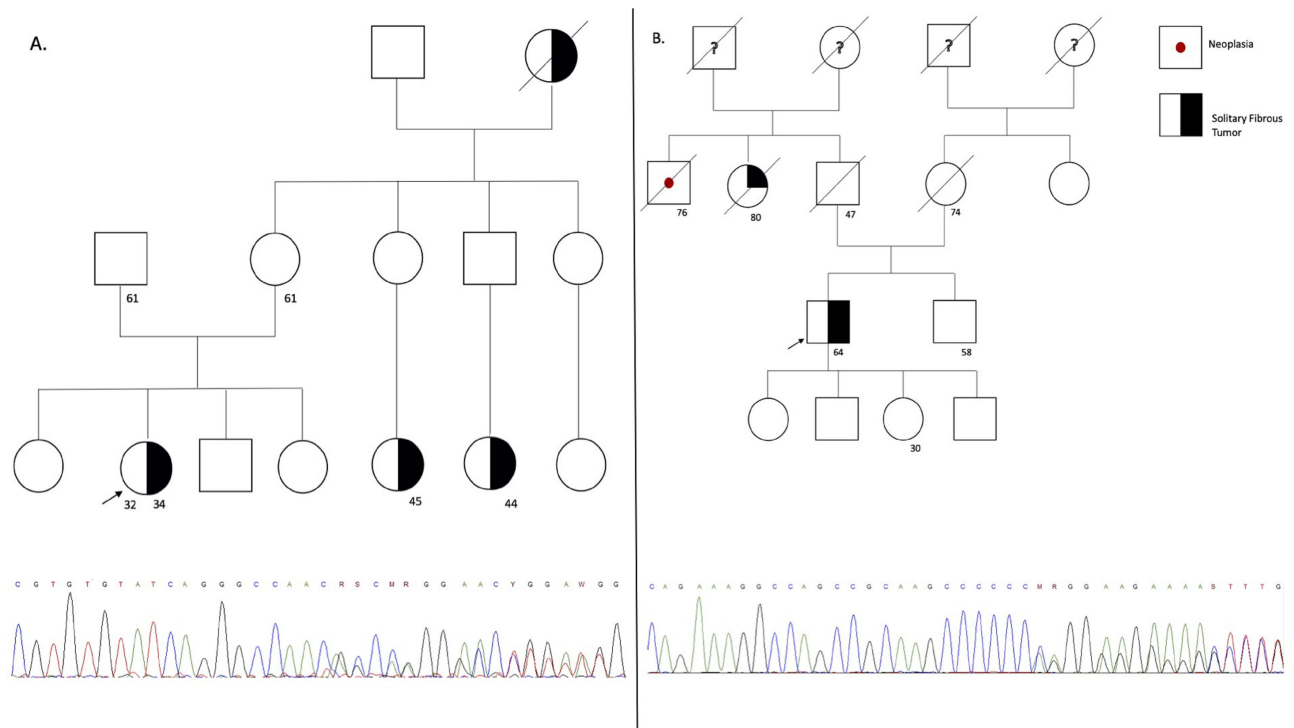 A.
B.
?
?
?
?
Neoplasia
Solitary Fibrous
Tumor
76
80
47
74
61
61
64
58
30
32
34
45
44
C G T G T G T A T C A G G G C C A A C R S C M R G G A A C Y G G A W G G
C A G A A A G G C C A G C C G C A A G C C C C C C M R G G A A G A A A A S T T T G